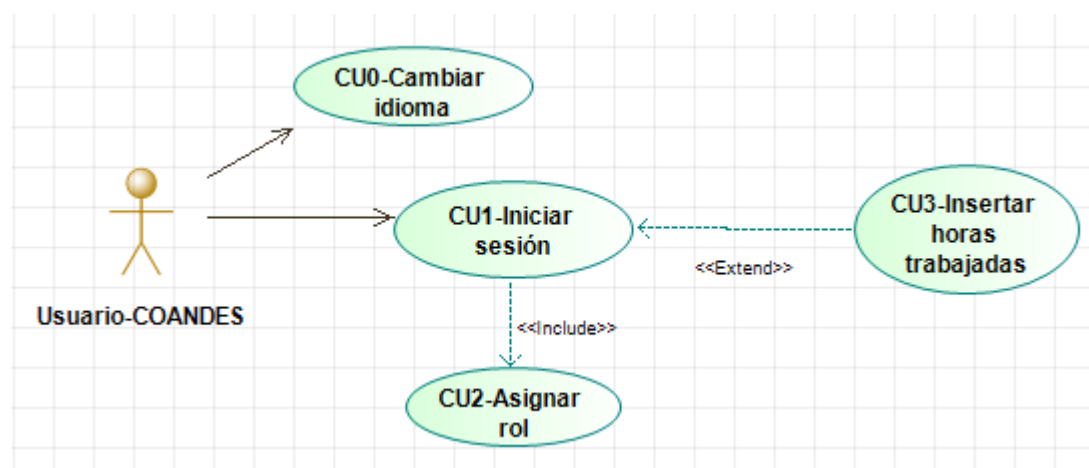 CU0-Cambiar
idioma
CU1-Iniciar
sesión
CU3-Insertar
horas
trabajadas
<<Extend>>
Usuario-COANDES
<<Include>>
CU2-Asignar
rol